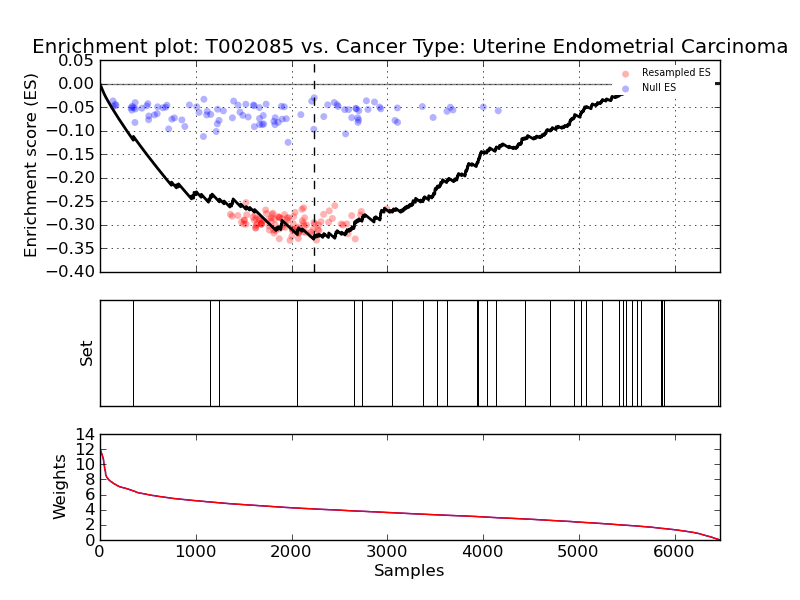 Enrichment plot: T002085 vs. Cancer Type: Uterine Endometrial Carcinoma
0.05
0.00
−0.05
−0.10
−0.15
−0.20
−0.25
−0.30
−0.35
−0.40
Enrichment score (ES)
Resampled ES
Null ES
Set
14
12
10
8
6
4
2
0
Weights
0 1000 2000 3000 4000 5000 6000
Samples